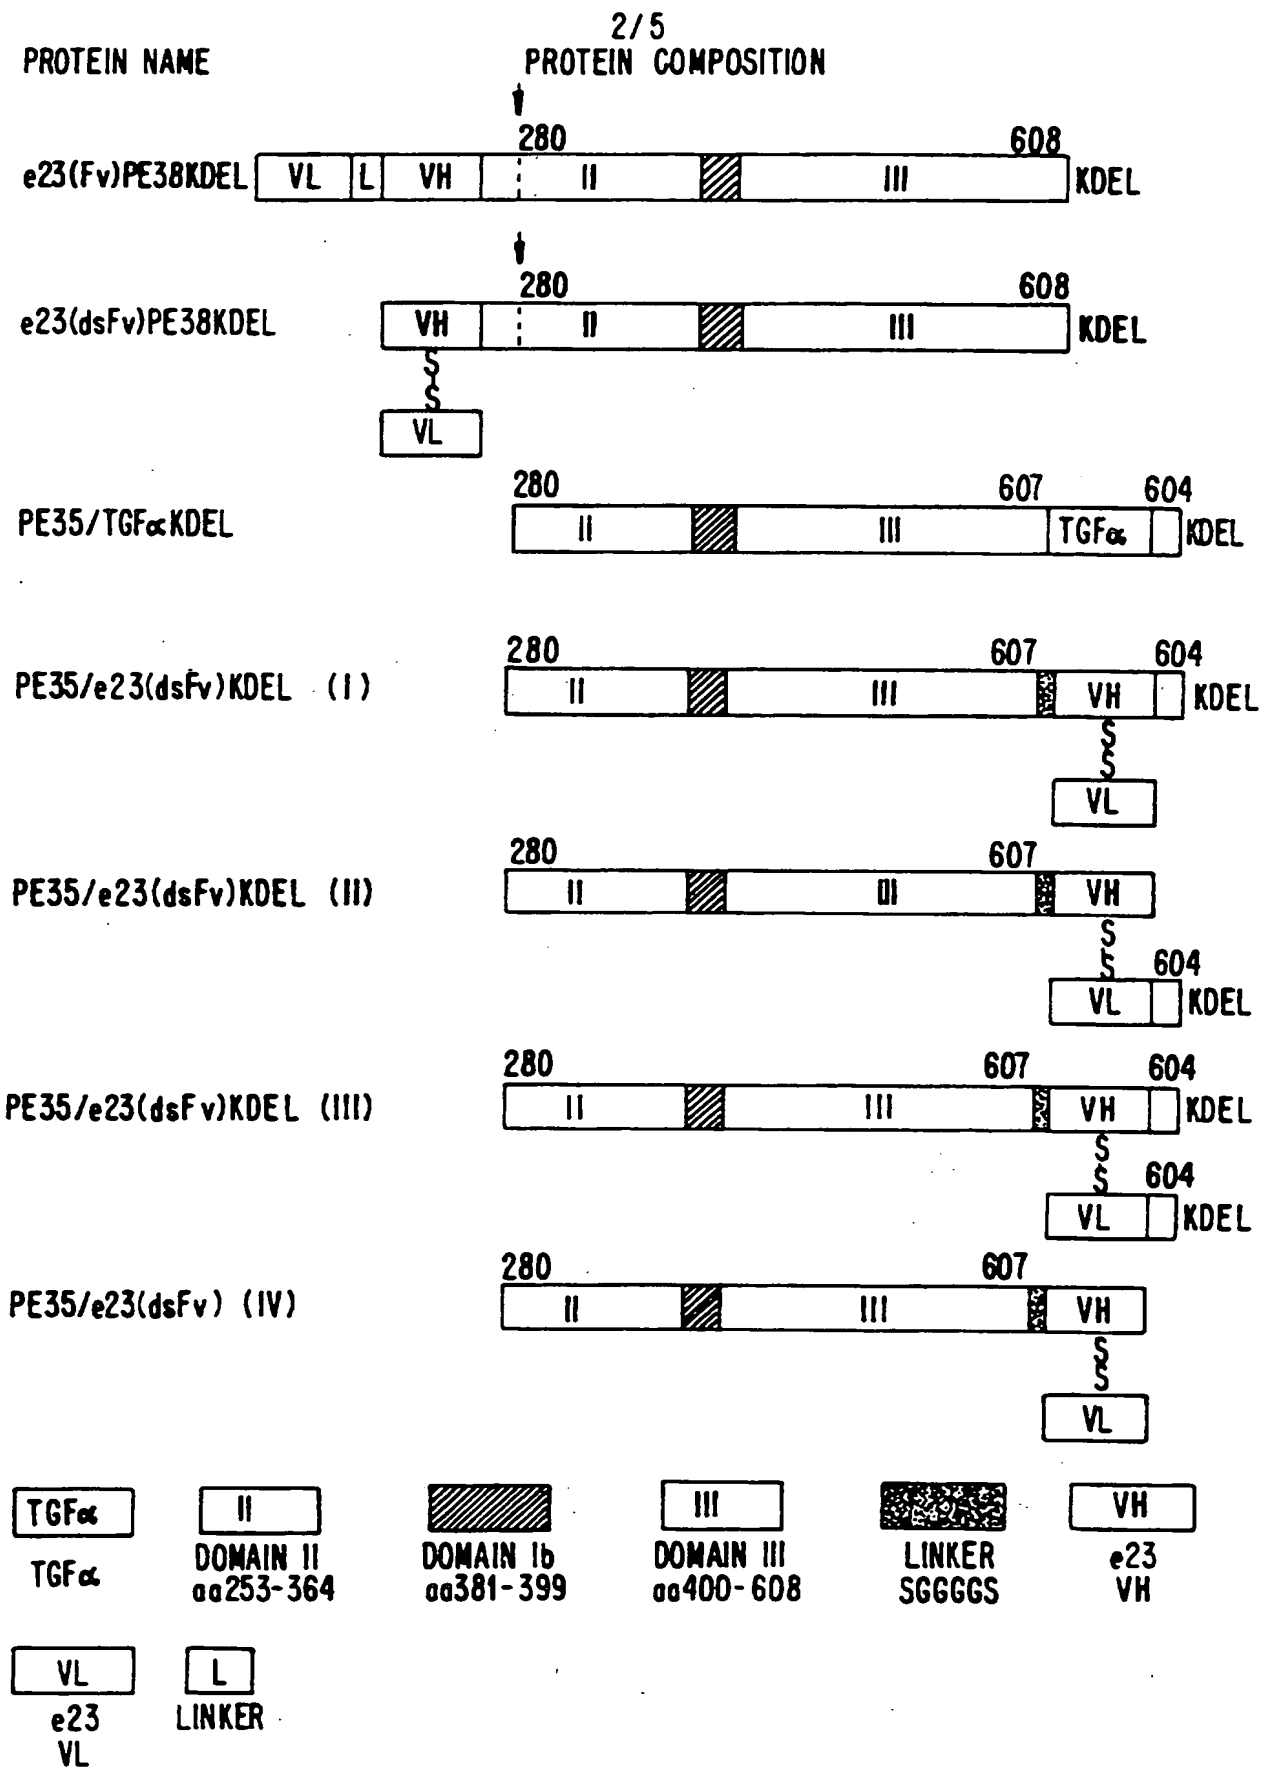 2/5
PROTEIN NAME PROTEIN COMPOSITION
280 608
e23(Fv)PE38KDEL VL L VH II III KDEL
280 608
e23(dsFv)PE38KDEL VH II III KDEL
S
S
VL
280 607 604
PE35/TGFαKDEL II III TGFα KDEL
280 607 604
PE35/e23(dsFv)KDEL (I) II III VH KDEL
S
S
VL
280 607
PE35/e23(dsFv)KDEL (II) II III VH
S
S
604
VL KDEL
280 607 604
PE35/e23(dsFv)KDEL (III) II III VH KDEL
S
S 604
VL KDEL
280 607
PE35/e23(dsFv) (IV) II III VH
S
S
VL
TGFα II III VH
TGFα DOMAIN II DOMAIN Ib DOMAIN III LINKER e23
aa253-364 aa381-399 aa400-608 SGGGGS VH
VL L
e23 LINKER
VL